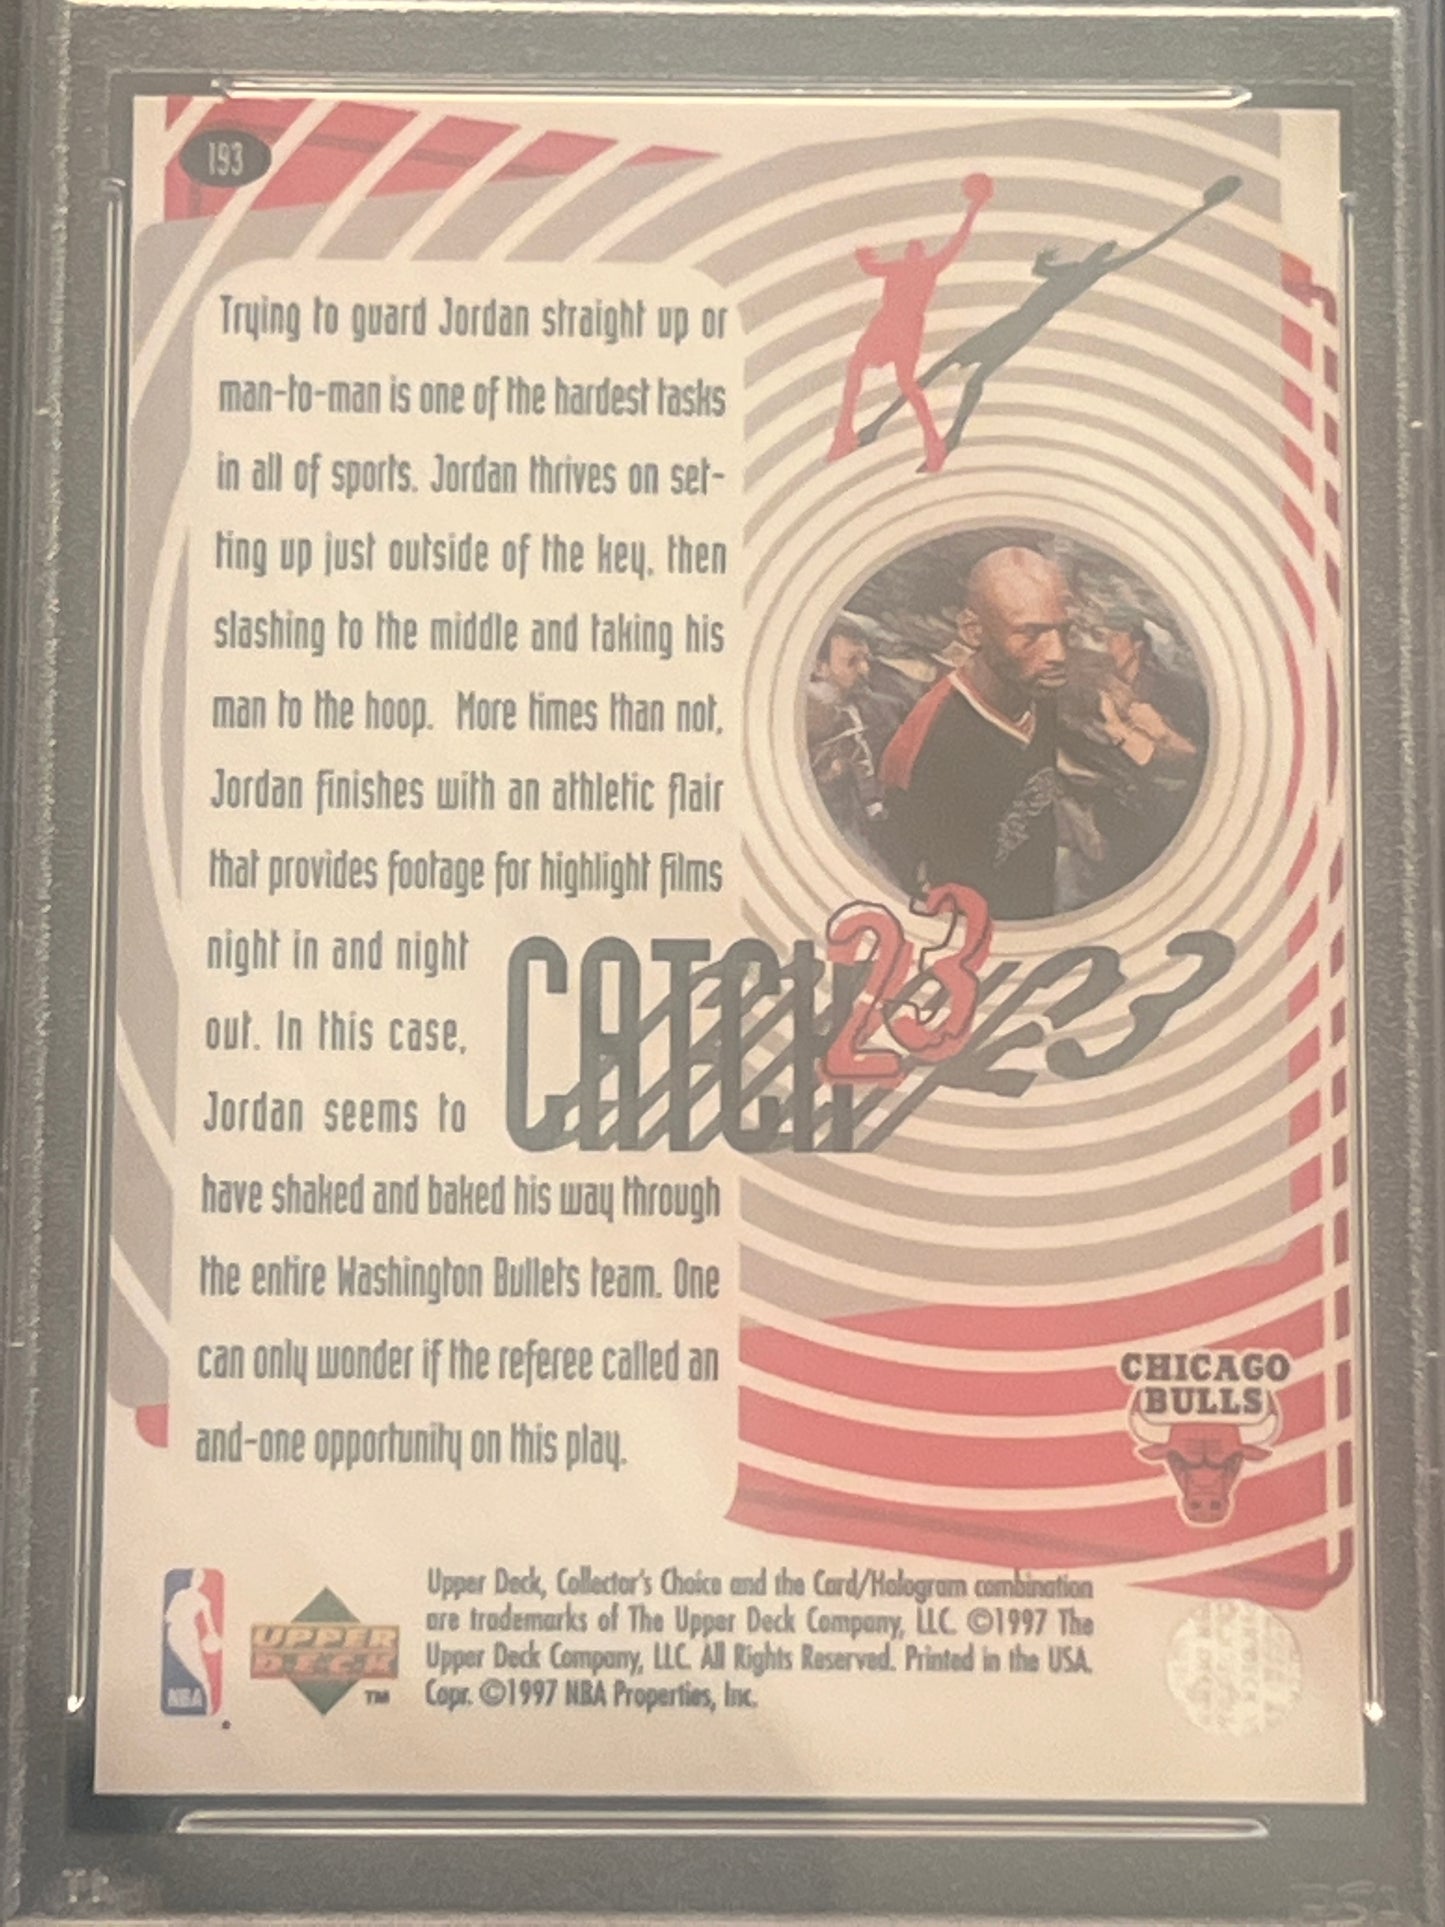 193
Trying to guard Jordan straight up or
man-to-man is one of the hardest tasks
in all of sports. Jordan thrives on set-
ting up just outside of the key, then
slashing to the middle and taking his
man to the hoop. More times than not,
Jordan finishes with an athletic flair
that provides footage for highlight films
night in and night
out. In this case,
Jordan seems to
have shaked and baked his way through
the entire Washington Bullets team. One
can only wonder if the referee called an
and-one opportunity on this play.
CATCH 23
CHICAGO
BULLS
NBA
UPPER
DECK
TM
Upper Deck, Collector's Choice and the Card/Hologram combination
are trademarks of The Upper Deck Company, LLC. ©1997 The
Upper Deck Company, LLC. All Rights Reserved. Printed in the USA.
Copr. ©1997 NBA Properties, Inc.